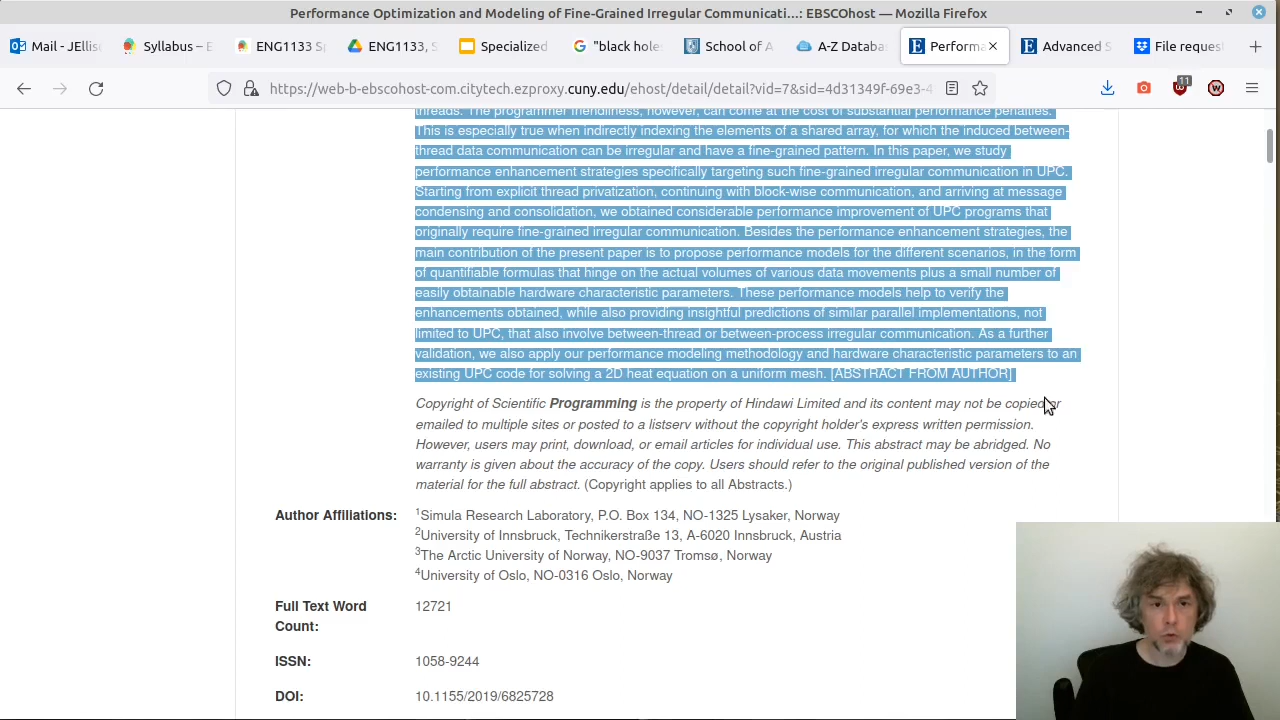 Performance Optimization and Modeling of Fine-Grained Irregular Communicati...: EBSCOhost — Mozilla Firefox
Mail - JEllis
Syllabus – E
ENG1133 S
ENG1133, S
Specialized
"black hole
School of A
A-Z Databa
Performa
Advanced S
File reques
https://web-b-ebscohost-com.citytech.ezproxy.cuny.edu/ehost/detail/detail?vid=7&sid=4d31349f-69e3-4
11
threads. The programmer friendliness, however, can come at the cost of substantial performance penalties.
This is especially true when indirectly indexing the elements of a shared array, for which the induced between-
thread data communication can be irregular and have a fine-grained pattern. In this paper, we study
performance enhancement strategies specifically targeting such fine-grained irregular communication in UPC.
Starting from explicit thread privatization, continuing with block-wise communication, and arriving at message
condensing and consolidation, we obtained considerable performance improvement of UPC programs that
originally require fine-grained irregular communication. Besides the performance enhancement strategies, the
main contribution of the present paper is to propose performance models for the different scenarios, in the form
of quantifiable formulas that hinge on the actual volumes of various data movements plus a small number of
easily obtainable hardware characteristic parameters. These performance models help to verify the
enhancements obtained, while also providing insightful predictions of similar parallel implementations, not
limited to UPC, that also involve between-thread or between-process irregular communication. As a further
validation, we also apply our performance modeling methodology and hardware characteristic parameters to an
existing UPC code for solving a 2D heat equation on a uniform mesh. [ABSTRACT FROM AUTHOR]
Copyright of Scientific Programming is the property of Hindawi Limited and its content may not be copied or
emailed to multiple sites or posted to a listserv without the copyright holder's express written permission.
However, users may print, download, or email articles for individual use. This abstract may be abridged. No
warranty is given about the accuracy of the copy. Users should refer to the original published version of the
material for the full abstract. (Copyright applies to all Abstracts.)
Author Affiliations:
1Simula Research Laboratory, P.O. Box 134, NO-1325 Lysaker, Norway
2University of Innsbruck, Technikerstraße 13, A-6020 Innsbruck, Austria
3The Arctic University of Norway, NO-9037 Tromsø, Norway
4University of Oslo, NO-0316 Oslo, Norway
Full Text Word
Count:
12721
ISSN:
1058-9244
DOI:
10.1155/2019/6825728